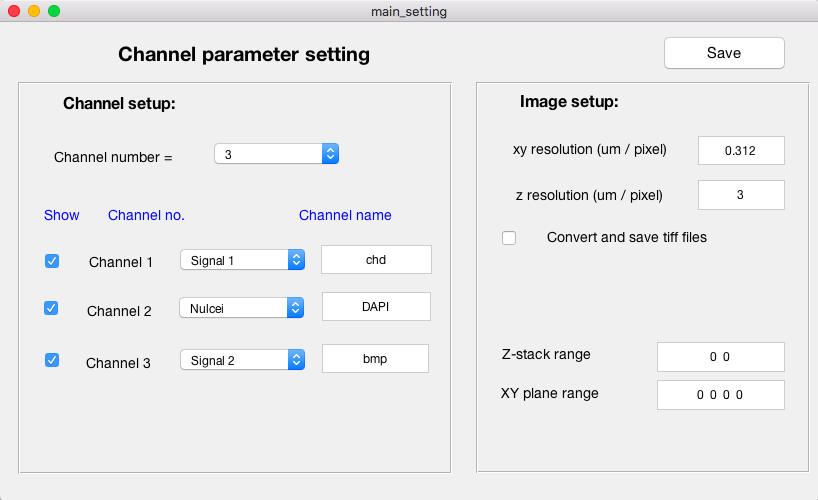 main_setting
Channel parameter setting
Save
Channel setup:
Channel number =
3
Show Channel no. Channel name
Channel 1 Signal 1 chd
Channel 2 Nulcei DAPI
Channel 3 Signal 2 bmp
Image setup:
xy resolution (um / pixel) 0.312
z resolution (um / pixel) 3
Convert and save tiff files
Z-stack range 0 0
XY plane range 0 0 0 0